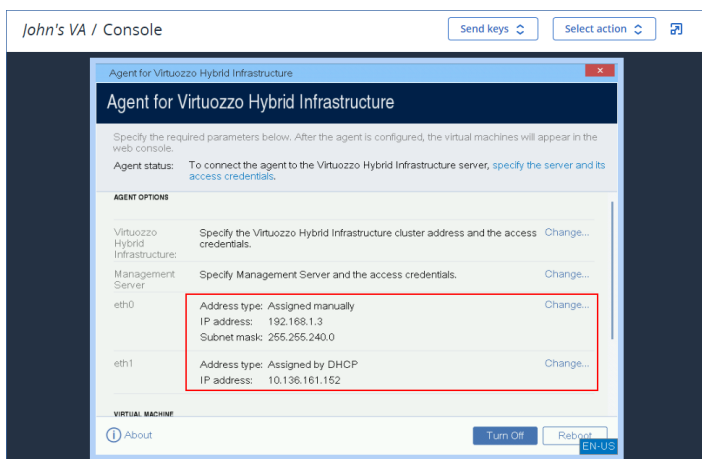 John's VA / Console
Send keys
Select action
Agent for Virtuozzo Hybrid Infrastructure
Agent for Virtuozzo Hybrid Infrastructure
Specify the required parameters below. After the agent is configured, the virtual machines will appear in the
web console.
Agent status: To connect the agent to the Virtuozzo Hybrid Infrastructure server, specify the server and its
access credentials.
AGENT OPTIONS
Virtuozzo
Hybrid
Infrastructure:
Specify the Virtuozzo Hybrid Infrastructure cluster address and the access
credentials.
Change...
Management
Server
Specify Management Server and the access credentials.
Change...
eth0
Address type: Assigned manually
IP address: 192.168.1.3
Subnet mask: 255.255.240.0
Change...
eth1
Address type: Assigned by DHCP
IP address: 10.136.161.152
Change...
VIRTUAL MACHINE
About
Turn Off
Reboot
EN-US